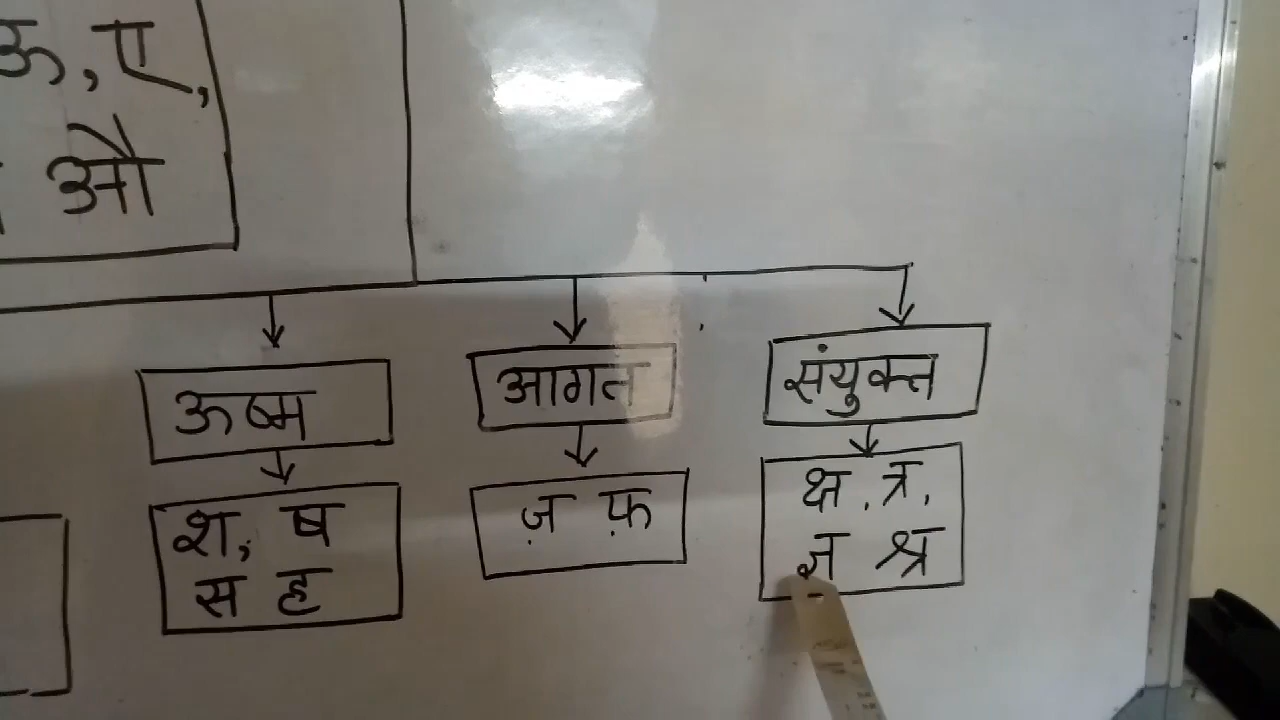 ऊ, ए,
औ
ऊष्म
आगत
संयुक्त
श, ष
स ह
ज़ फ़
क्ष, त्र,
ज्ञ श्र